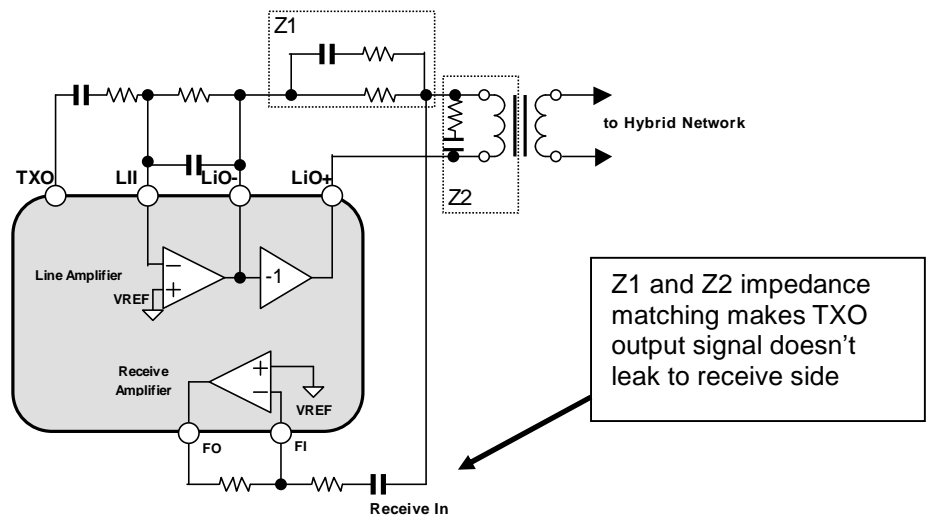 Z1
to Hybrid Network
TXO
LII
LiO-
LiO+
Z2
Line Amplifier
-1
VREF
Z1 and Z2 impedance
matching makes TXO
output signal doesn't
leak to receive side
Receive
Amplifier
VREF
FO
FI
Receive In